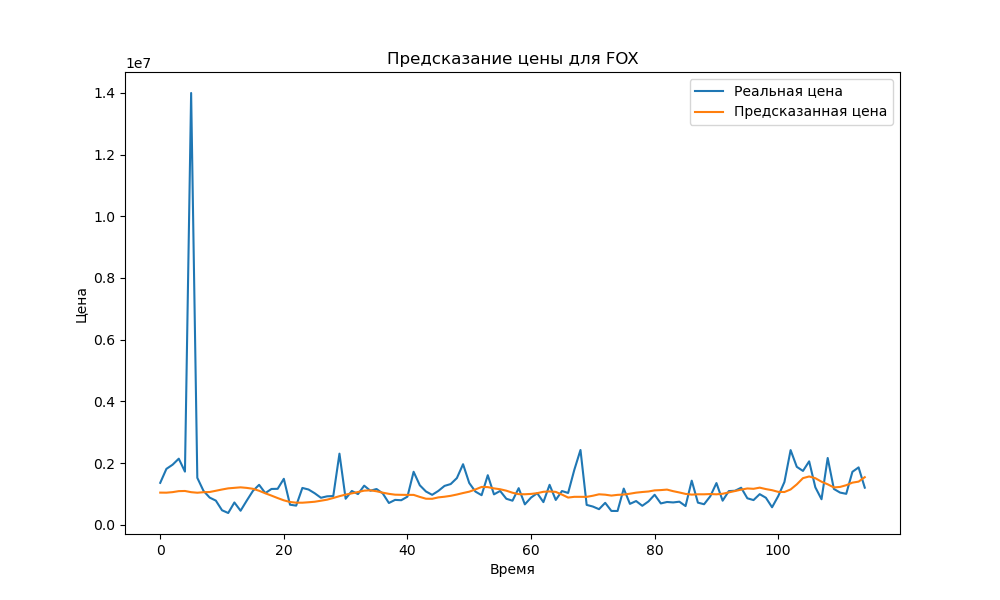 Предсказание цены для FOX
1e7
Реальная цена
Предсказанная цена
1.4
1.2
1.0
0.8
0.6
0.4
0.2
0.0
Цена
0 20 40 60 80 100
Время